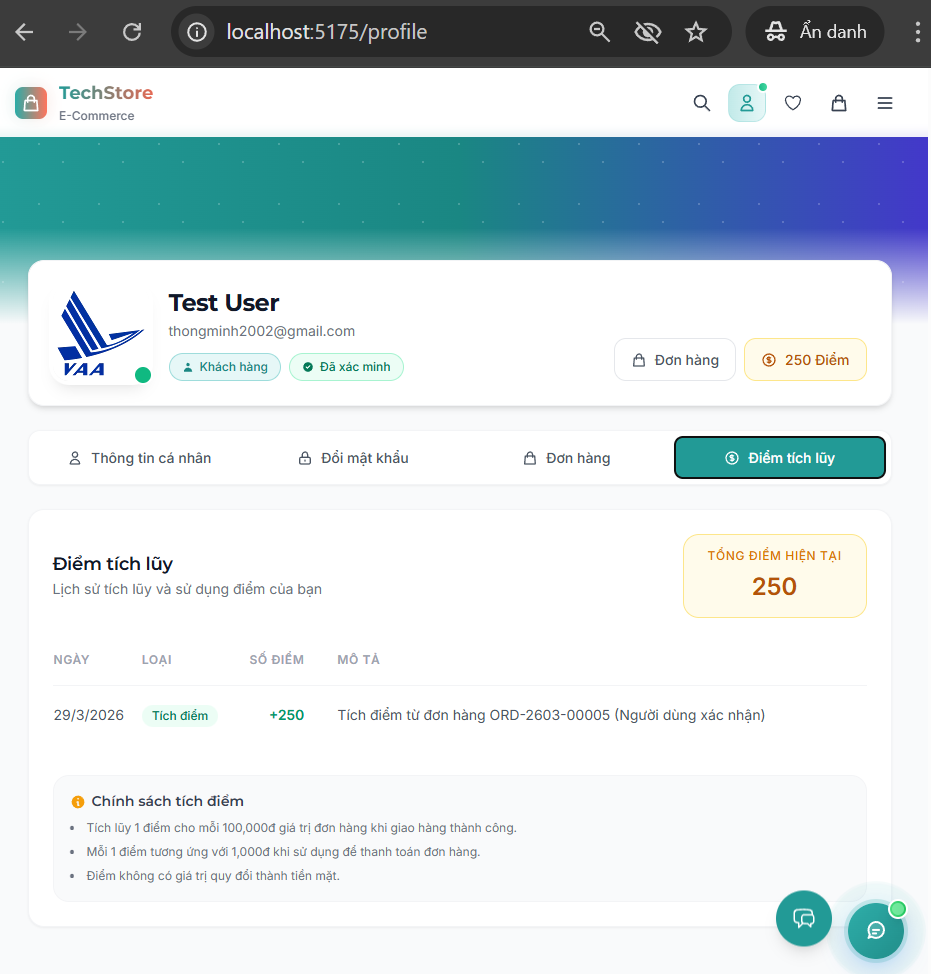 localhost:5175/profile
Ẩn danh
TechStore
E-Commerce
VAA
Test User
thongminh2002@gmail.com
Khách hàng
Đã xác minh
Đơn hàng
250 Điểm
Thông tin cá nhân
Đổi mật khẩu
Đơn hàng
Điểm tích lũy
Điểm tích lũy
Lịch sử tích lũy và sử dụng điểm của bạn
TỔNG ĐIỂM HIỆN TẠI
250
NGÀY LOẠI SỐ ĐIỂM MÔ TẢ
29/3/2026 Tích điểm +250 Tích điểm từ đơn hàng ORD-2603-00005 (Người dùng xác nhận)
Chính sách tích điểm
• Tích lũy 1 điểm cho mỗi 100,000đ giá trị đơn hàng khi giao hàng thành công.
• Mỗi 1 điểm tương ứng với 1,000đ khi sử dụng để thanh toán đơn hàng.
• Điểm không có giá trị quy đổi thành tiền mặt.